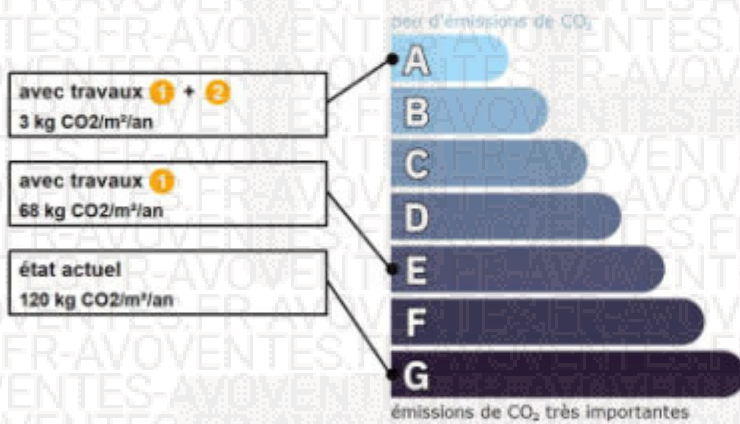 peu d'émissions de CO₂
A
avec travaux 1 + 2
3 kg CO2/m²/an
B
C
avec travaux 1
68 kg CO2/m²/an
D
E
état actuel
120 kg CO2/m²/an
F
G
émissions de CO₂ très importantes